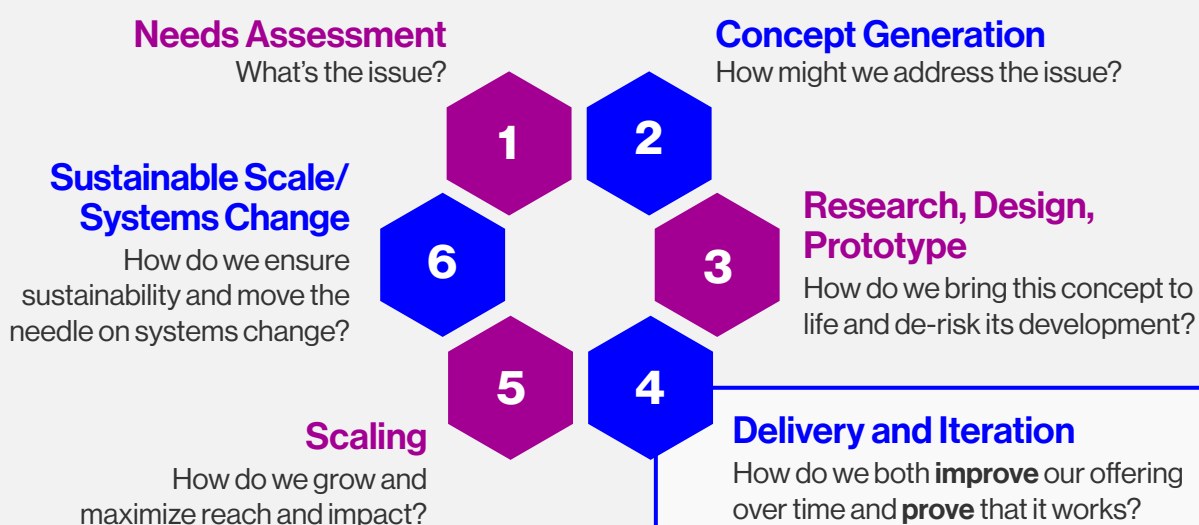 Needs Assessment
What's the issue?
1
Concept Generation
How might we address the issue?
2
Research, Design,
Prototype
How do we bring this concept to
life and de-risk its development?
3
Delivery and Iteration
How do we both improve our offering
over time and prove that it works?
4
Scaling
How do we grow and
maximize reach and impact?
5
Sustainable Scale/
Systems Change
How do we ensure
sustainability and move the
needle on systems change?
6